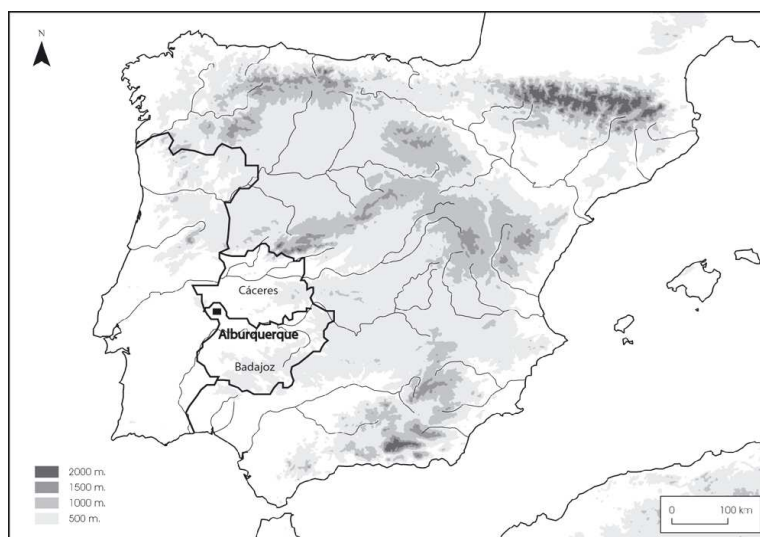 N
Cáceres
Alburquerque
Badajoz
2000 m.
1500 m.
1000 m.
500 m.
0 100 km